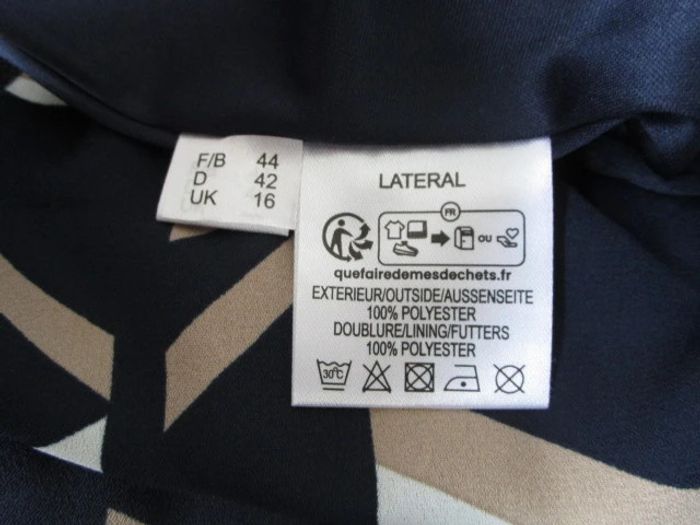 F/B 44
D 42
UK 16
LATERAL
FR
OU
quefairedemesdechets.fr
EXTERIEUR/OUTSIDE/AUSSENSEITE
100% POLYESTER
DOUBLURE/LINING/FUTTERS
100% POLYESTER
30°C